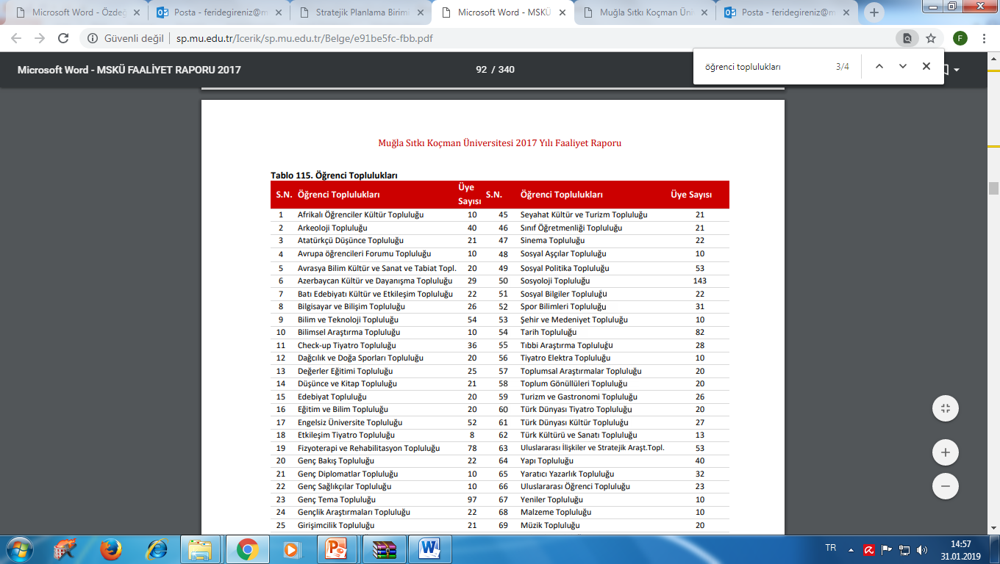 Microsoft Word - Özdeğ
Posta - feridegireniz@m
Stratejik Planlama Birimi
Microsoft Word - MSKÜ
Muğla Sıtkı Koçman Üni
Posta - feridegireniz@m
Güvenli değil | sp.mu.edu.tr/Icerik/sp.mu.edu.tr/Belge/e91be5fc-fbb.pdf
F
Microsoft Word - MSKÜ FAALİYET RAPORU 2017
92 / 340
öğrenci toplulukları 3/4
Muğla Sıtkı Koçman Üniversitesi 2017 Yılı Faaliyet Raporu
Tablo 115. Öğrenci Toplulukları
S.N. Öğrenci Toplulukları Üye Sayısı S.N. Öğrenci Toplulukları Üye Sayısı
1 Afrikalı Öğrenciler Kültür Topluluğu 10 45 Seyahat Kültür ve Turizm Topluluğu 21
2 Arkeoloji Topluluğu 40 46 Sınıf Öğretmenliği Topluluğu 21
3 Atatürkçü Düşünce Topluluğu 21 47 Sinema Topluluğu 22
4 Avrupa öğrencileri Forumu Topluluğu 10 48 Sosyal Aşçılar Topluluğu 10
5 Avrasya Bilim Kültür ve Sanat ve Tabiat Topl. 20 49 Sosyal Politika Topluluğu 53
6 Azerbaycan Kültür ve Dayanışma Topluluğu 29 50 Sosyoloji Topluluğu 143
7 Batı Edebiyatı Kültür ve Etkileşim Topluluğu 22 51 Sosyal Bilgiler Topluluğu 22
8 Bilgisayar ve Bilişim Topluluğu 26 52 Spor Bilimleri Topluluğu 31
9 Bilim ve Teknoloji Topluluğu 54 53 Şehir ve Medeniyet Topluluğu 10
10 Bilimsel Araştırma Topluluğu 10 54 Tarih Topluluğu 82
11 Check-up Tiyatro Topluluğu 36 55 Tıbbi Araştırma Topluluğu 28
12 Dağcılık ve Doğa Sporları Topluluğu 20 56 Tiyatro Elektra Topluluğu 10
13 Değerler Eğitimi Topluluğu 25 57 Toplumsal Araştırmalar Topluluğu 20
14 Düşünce ve Kitap Topluluğu 21 58 Toplum Gönüllüleri Topluluğu 20
15 Edebiyat Topluluğu 20 59 Turizm ve Gastronomi Topluluğu 26
16 Eğitim ve Bilim Topluluğu 20 60 Türk Dünyası Tiyatro Topluluğu 20
17 Engelsiz Üniversite Topluluğu 52 61 Türk Dünyası Kültür Topluluğu 27
18 Etkileşim Tiyatro Topluluğu 8 62 Türk Kültürü ve Sanatı Topluluğu 13
19 Fizyoterapi ve Rehabilitasyon Topluluğu 78 63 Uluslararası İlişkiler ve Stratejik Araşt.Topl. 53
20 Genç Bakış Topluluğu 22 64 Yapı Topluluğu 40
21 Genç Diplomatlar Topluluğu 10 65 Yaratıcı Yazarlık Topluluğu 32
22 Genç Sağlıkçılar Topluluğu 10 66 Uluslararası Öğrenci Topluluğu 23
23 Genç Tema Topluluğu 97 67 Yeniler Topluluğu 10
24 Gençlik Araştırmaları Topluluğu 22 68 Malzeme Topluluğu 10
25 Girişimcilik Topluluğu 21 69 Müzik Topluluğu 20
TR
14:57
31.01.2019